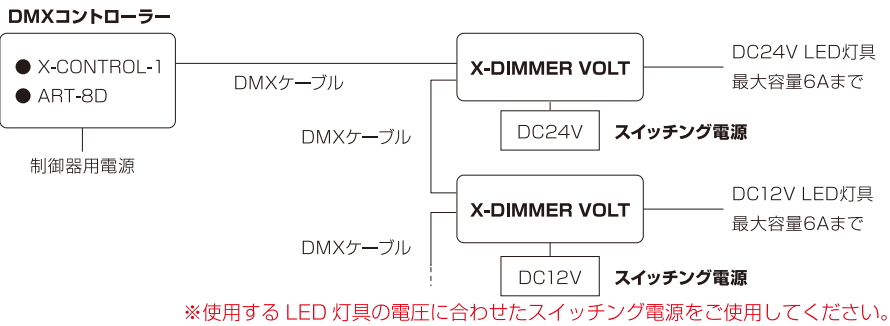 DMXコントローラー
● X-CONTROL-1
● ART-8D
制御器用電源
DMXケーブル
X-DIMMER VOLT
DC24V LED灯具
最大容量6Aまで
DC24V
スイッチング電源
DMXケーブル
X-DIMMER VOLT
DC12V LED灯具
最大容量6Aまで
DMXケーブル
DC12V
スイッチング電源
※使用する LED 灯具の電圧に合わせたスイッチング電源をご使用してください。